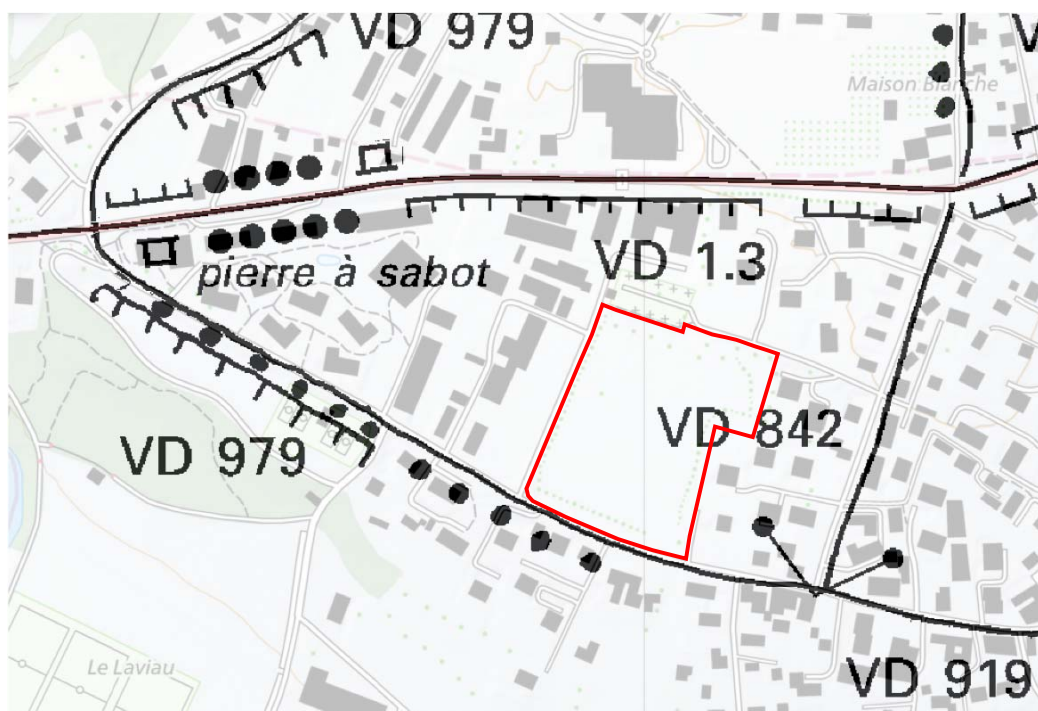 VD 979
Maison Blanche
VD 1.3
pierre à sabot
VD 842
VD 979
Le Laviau
VD 919